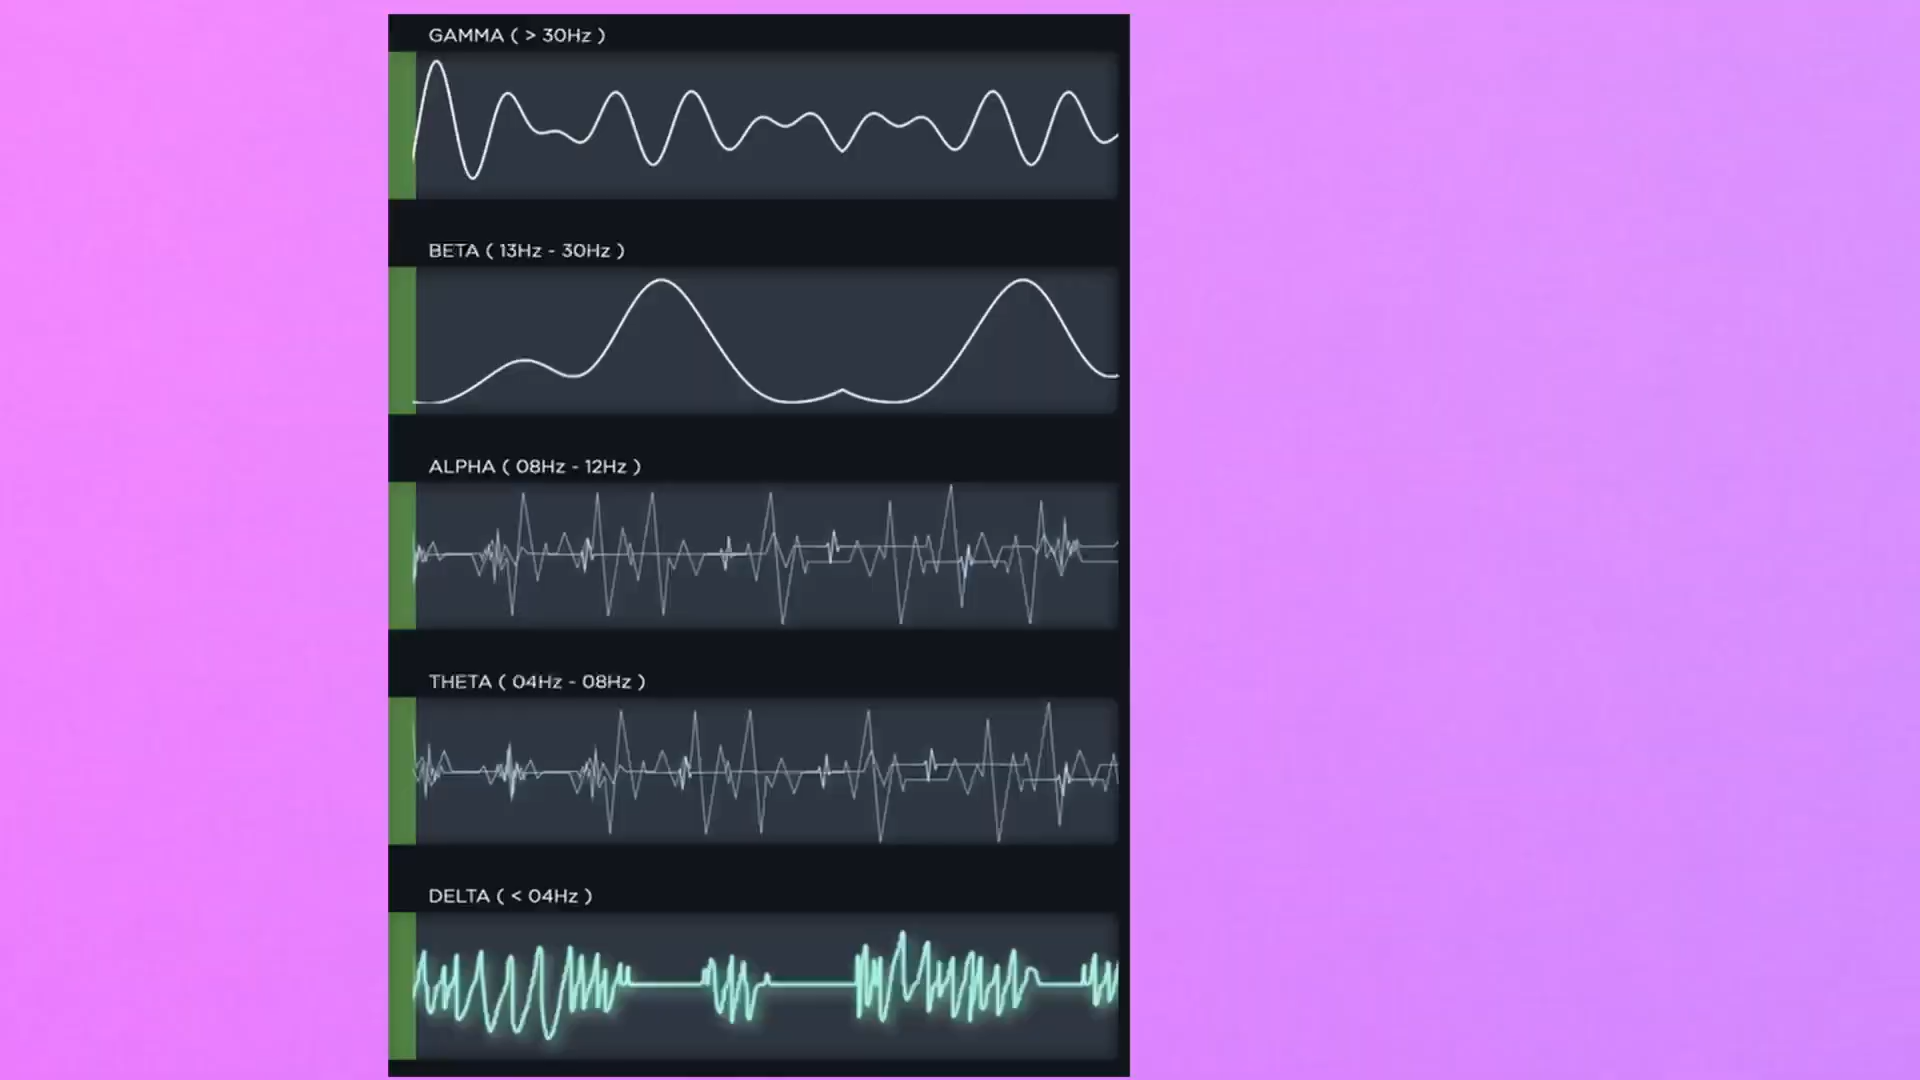 GAMMA ( > 30Hz )
BETA ( 13Hz - 30Hz )
ALPHA ( 08Hz - 12Hz )
THETA ( 04Hz - 08Hz )
DELTA ( < 04Hz )